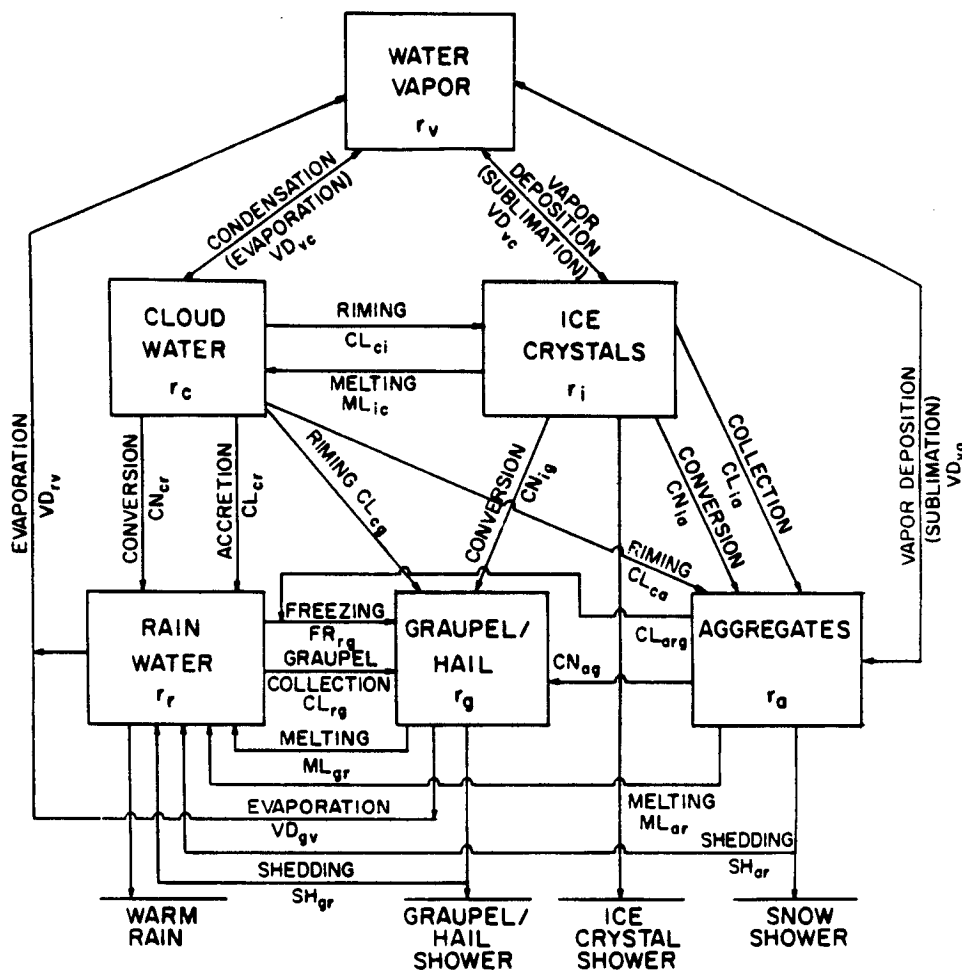 WATER
VAPOR
r_v
CONDENSATION
(EVAPORATION)
VD_vc
VAPOR
DEPOSITION
(SUBLIMATION)
VD_vc
CLOUD
WATER
r_c
RIMING
CL_ci
MELTING
ML_ic
ICE
CRYSTALS
r_i
EVAPORATION
VD_rv
CONVERSION
CN_cr
ACCRETION
CL_cr
RIMING CL_cg
CONVERSION
CN_ig
RIMING
CL_ca
CONVERSION
CN_ia
COLLECTION
CL_ia
VAPOR DEPOSITION
(SUBLIMATION)
RAIN
WATER
r_r
FREEZING
FR_rg
GRAUPEL
COLLECTION
CL_rg
GRAUPEL/
HAIL
r_g
CL_arg
CN_ag
AGGREGATES
r_a
MELTING
ML_gr
EVAPORATION
VD_gv
MELTING
ML_ar
SHEDDING
SH_ar
SHEDDING
SH_gr
WARM
RAIN
GRAUPEL/
HAIL
SHOWER
ICE
CRYSTAL
SHOWER
SNOW
SHOWER